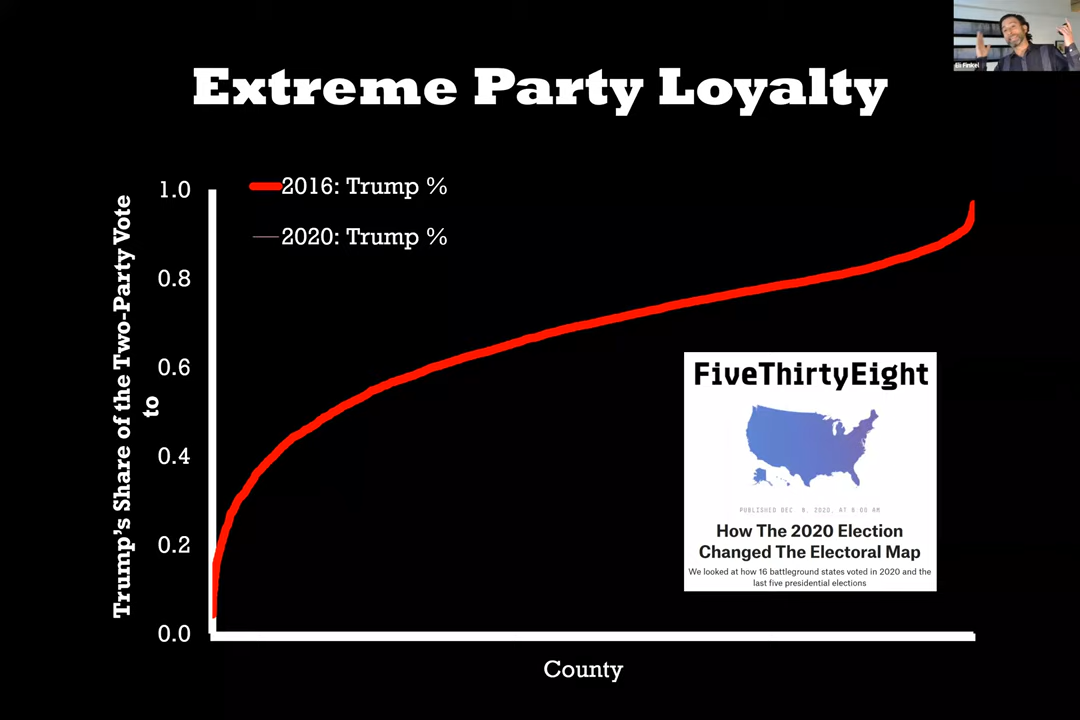 Eli Finkel
Extreme Party Loyalty
Trump's Share of the Two-Party Vote
to
1.0
0.8
0.6
0.4
0.2
0.0
2016: Trump %
2020: Trump %
FiveThirtyEight
PUBLISHED DEC. 8, 2020, AT 6:00 AM
How The 2020 Election
Changed The Electoral Map
We looked at how 16 battleground states voted in 2020 and the
last five presidential elections
County